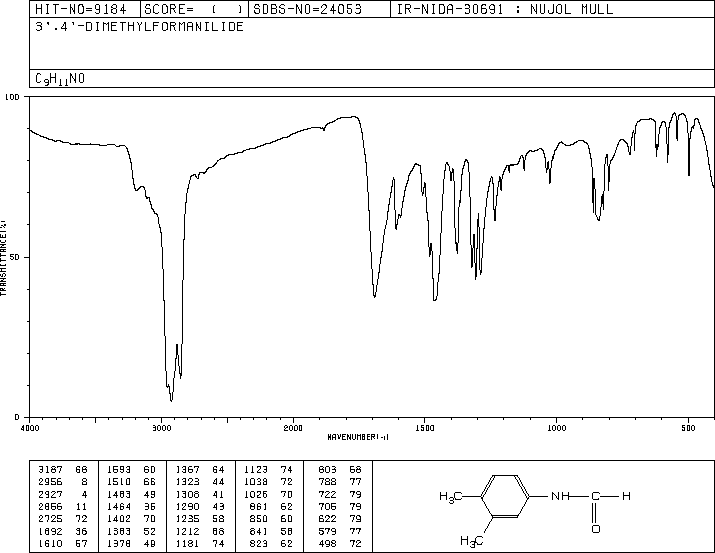 HIT-NO=9184 SCORE= ( ) SDBS-NO=24053 IR-NIDA-30691 : NUJOL MULL
3'.4'-DIMETHYLFORMANILIDE
C9H11NO
100
50
0
TRANSMITTANCE(%)
4000 3000 2000 1500 1000 500
WAVENUMBER(-1)
3187 68 1593 60 1367 64 1123 74 803 68
2956 8 1510 66 1323 44 1038 72 788 77
2927 4 1483 49 1308 41 1026 70 722 79
2866 11 1464 35 1290 43 861 62 706 79
2725 72 1402 70 1235 58 850 60 622 79
1692 36 1383 52 1212 68 841 58 579 77
1610 57 1378 49 1181 74 823 62 498 72
H3C NH C H
H3C O